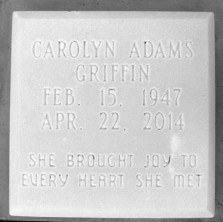 CAROLYN ADAMS
GRIFFIN
FEB. 15, 1947
APR. 22, 2014
SHE BROUGHT JOY TO
EVERY HEART SHE MET